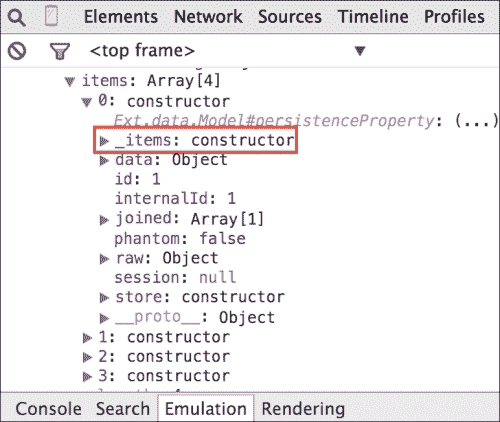 Elements Network Sources Timeline Profiles
<top frame>
items: Array[4]
0: constructor
Ext.data.Model#persistenceProperty: (...)
_items: constructor
data: Object
id: 1
internalId: 1
joined: Array[1]
phantom: false
raw: Object
session: null
store: constructor
__proto__: Object
1: constructor
2: constructor
3: constructor
Console Search Emulation Rendering